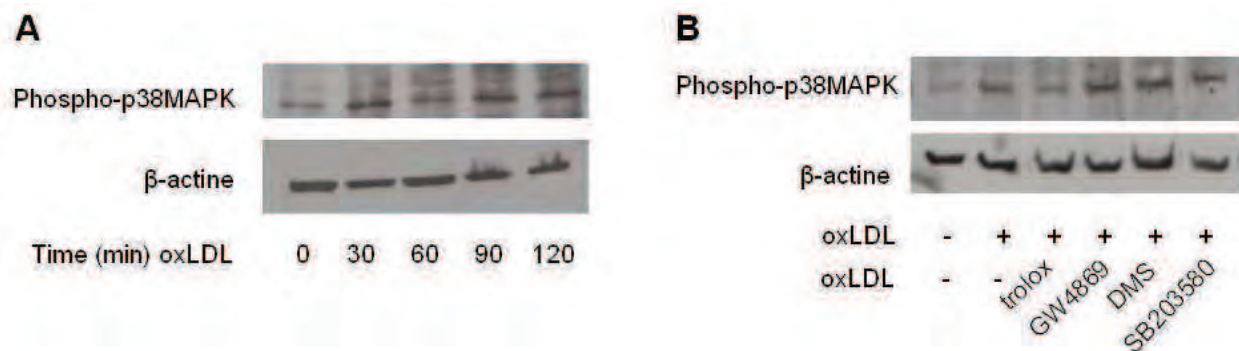 A
Phospho-p38MAPK
β-actine
Time (min) oxLDL 0 30 60 90 120
B
Phospho-p38MAPK
β-actine
oxLDL - + + + + +
oxLDL - - trolox GW4869 DMS SB203580